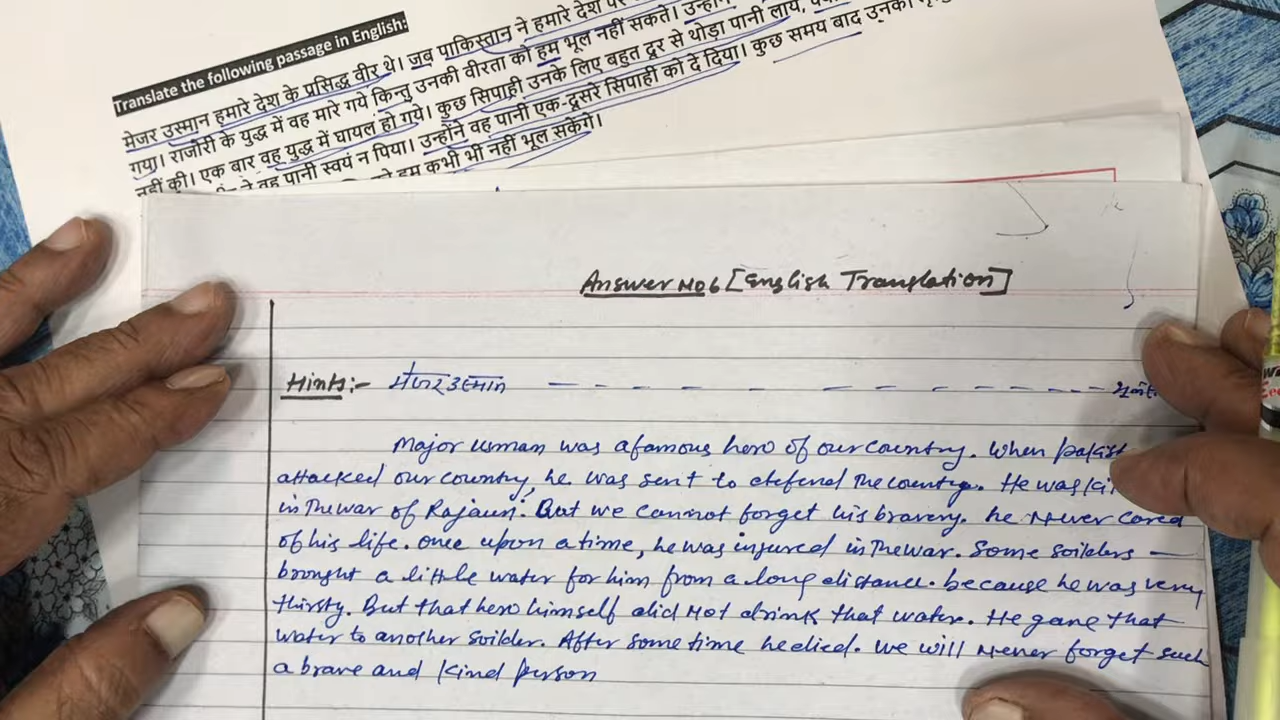 Translate the following passage in English:
मेजर उस्मान हमारे देश के प्रसिद्ध वीर थे। जब पाकिस्तान ने हमारे देश पर
गया। राजोरी के युद्ध में वह मारे गये किन्तु उनकी वीरता को हम भूल नहीं सकते। उन्होंने
नहीं की। एक बार वह युद्ध में घायल हो गये। कुछ सिपाही उनके लिए बहुत दूर से थोड़ा पानी लाये,
ने वह पानी स्वयं न पिया। उन्होंने वह पानी एक-दूसरे सिपाही को दे दिया। कुछ समय बाद उनकी
हम कभी भी नहीं भूल सकेंगे।
Answer No 6 [English Translation]
Hints:- मेजर उस्मान
Major usman was a famous hero of our country. When
attacked our country, he was sent to defend the country. He was
in the war of Rajauri. But we cannot forget his bravery. he never cared
of his life. once upon a time, he was injured in the war. Some soilders
brought a little water for him from a long distance. because he was very
thirsty. But that hero himself did not drink that water. He gave that
water to another soilder. After some time he died. we will never forget such
a brave and kind person